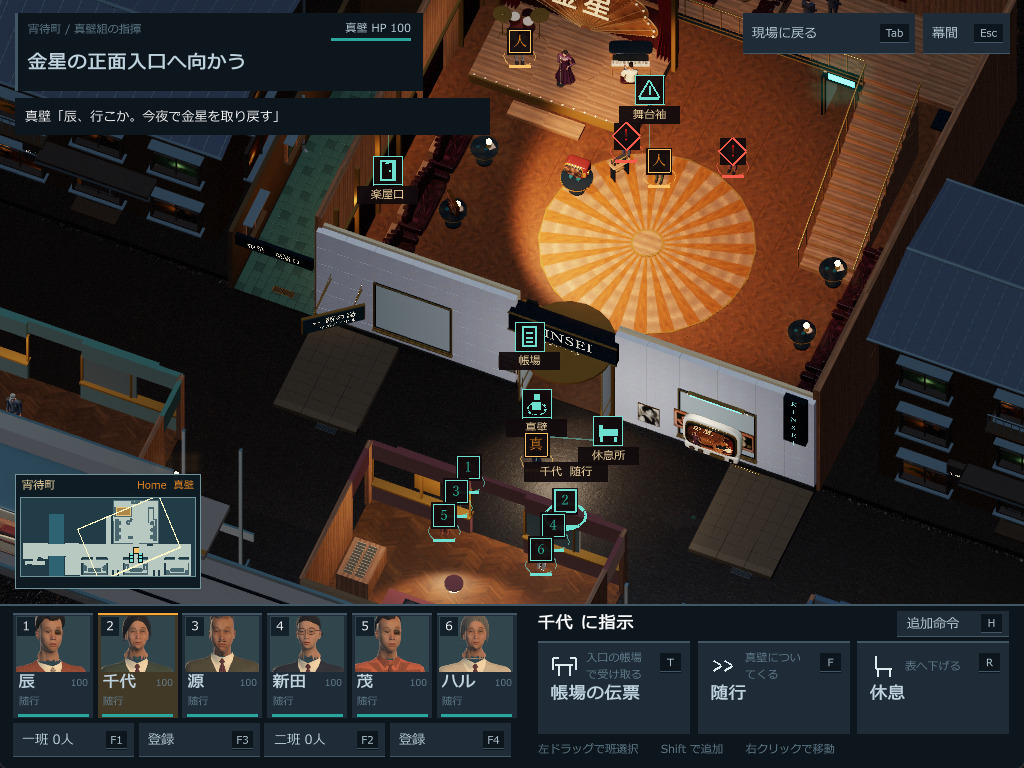 宵待町 / 真壁組の指揮
真壁 HP 100
金星の正面入口へ向かう
真壁「辰、行こか。今夜で金星を取り戻す」
現場に戻る Tab
幕間 Esc
金星
人
舞台袖
人
楽屋口
KINSEI
帳場
真壁
真
休息所
千代 随行
1
3
5
2
4
6
KINSEI
宵待町 Home 真壁
1 辰 100 随行
2 千代 100 随行
3 源 100 随行
4 新田 100 随行
5 茂 100 随行
6 ハル 100 随行
一班 0人 F1
登録 F3
二班 0人 F2
登録 F4
千代 に指示
追加命令 H
入口の帳場
で受け取る
T
帳場の伝票
真壁につい
てくる
F
随行
表へ下げる
R
休息
左ドラッグで班選択 Shift で追加 右クリックで移動